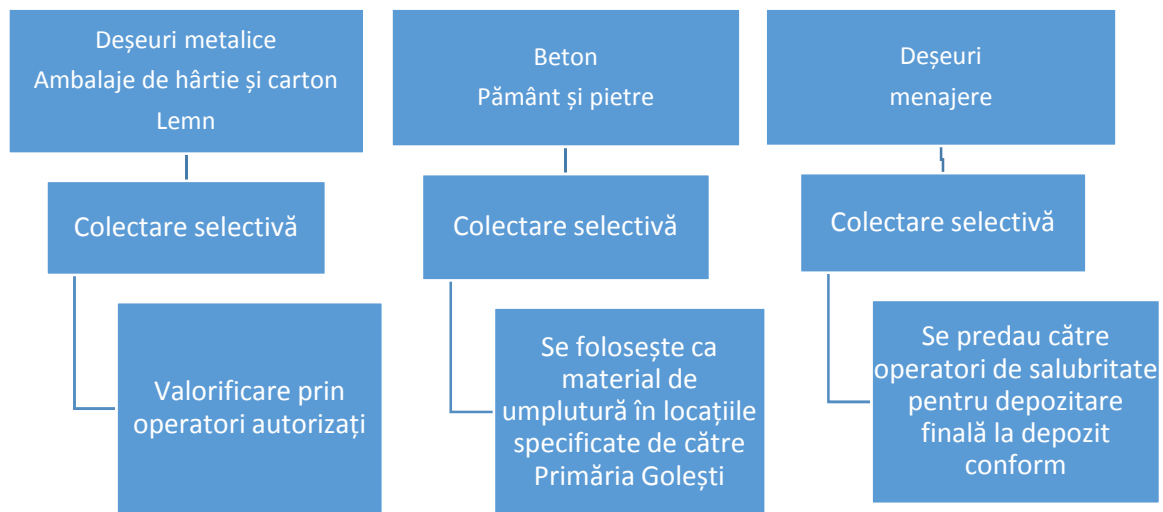 Deșeuri metalice
Ambalaje de hârtie și carton
Lemn
Colectare selectivă
Valorificare prin
operatori autorizați
Beton
Pământ și pietre
Colectare selectivă
Se folosește ca
material de
umplutură în locațiile
specificate de către
Primăria Golești
Deșeuri
menajere
Colectare selectivă
Se predau către
operatori de salubritate
pentru depozitare
finală la depozit
conform